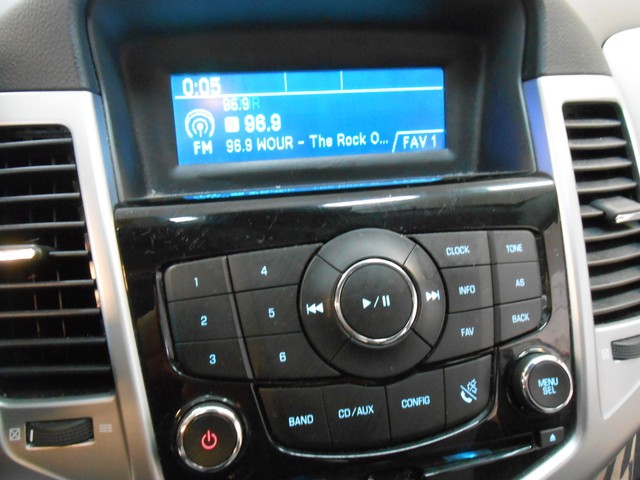 0:05
96.9
96.9
FM
96.9 WOUR - The Rock O...
FAV 1
1
4
CLOCK
TONE
2
5
INFO
AS
3
6
FAV
BACK
BAND
CD/AUX
CONFIG
MENU
SEL